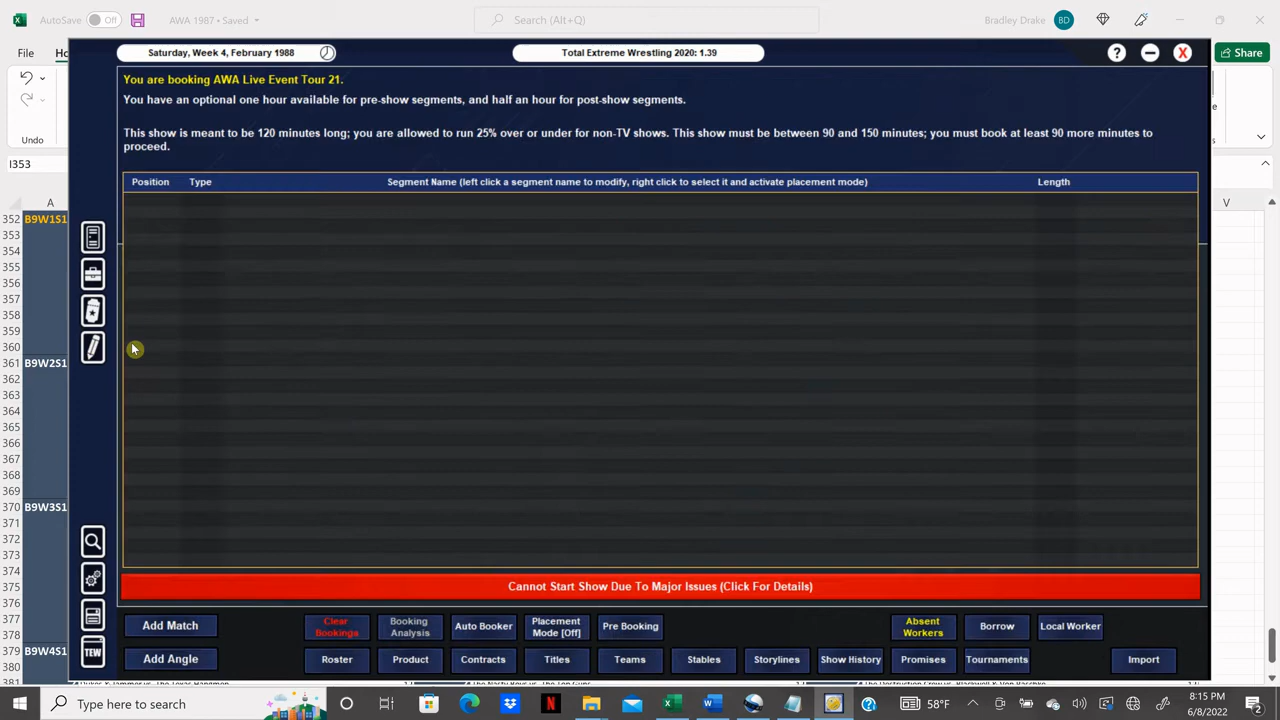 AutoSave Off AWA 1987 • Saved Search (Alt+Q) Bradley Drake BD
File Ho Share
Saturday, Week 4, February 1988 Total Extreme Wrestling 2020: 1.39 ? X
You are booking AWA Live Event Tour 21.
You have an optional one hour available for pre-show segments, and half an hour for post-show segments.
This show is meant to be 120 minutes long; you are allowed to run 25% over or under for non-TV shows. This show must be between 90 and 150 minutes; you must book at least 90 more minutes to
proceed.
Undo
I353
Position Type Segment Name (left click a segment name to modify, right click to select it and activate placement mode) Length
A V
352 B9W1S1
353
354
355
356
357
358
359
360
361 B9W2S1
362
363
364
365
366
367
368
369
370 B9W3S1
371
372
373
374
375
376
377
378
379 B9W4S1
380
381
TEW
Cannot Start Show Due To Major Issues (Click For Details)
Add Match Clear Bookings Booking Analysis Auto Booker Placement Mode [Off] Pre Booking Absent Workers Borrow Local Worker
Add Angle Roster Product Contracts Titles Teams Stables Storylines Show History Promises Tournaments Import
Type here to search 58°F 8:15 PM
6/8/2022 2